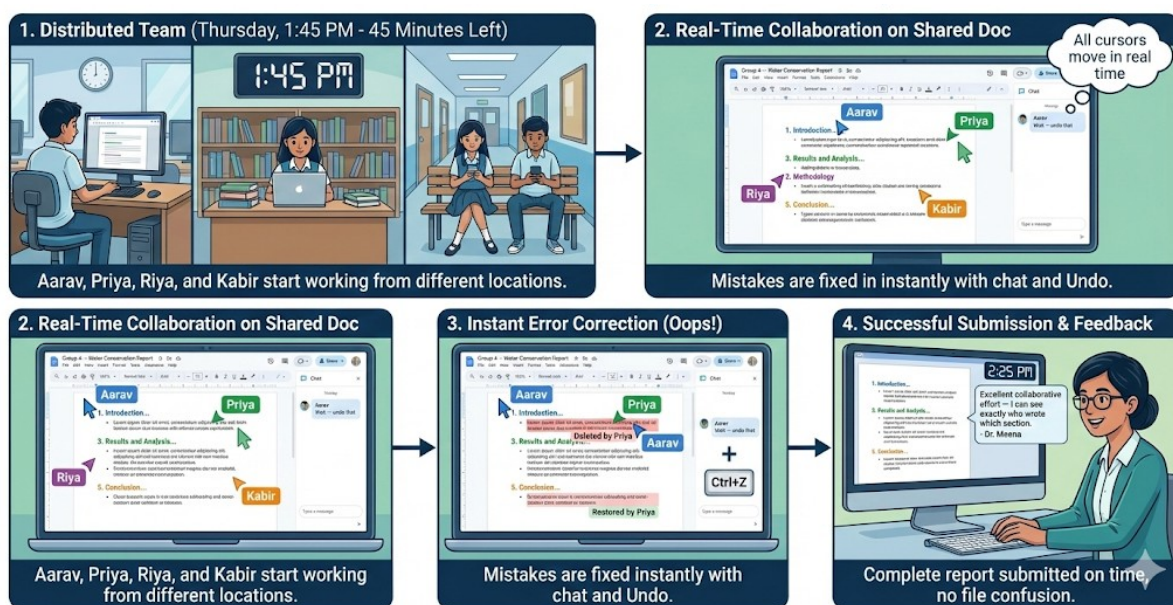 1. Distributed Team (Thursday, 1:45 PM - 45 Minutes Left)
1:45 PM
Aarav, Priya, Riya, and Kabir start working from different locations.
2. Real-Time Collaboration on Shared Doc
All cursors
move in real
time
Group 4 – Water Conservation Report
Share
Chat
Aarav
Wait – undo that
Aarav
Priya
1. Introduction...
3. Results and Analysis...
2. Methodology
Riya
Kabir
5. Conclusion...
Type a message
Mistakes are fixed in instantly with chat and Undo.
2. Real-Time Collaboration on Shared Doc
Group 4 – Water Conservation Report
Share
Chat
Aarav
Wait – undo that
Aarav
Priya
1. Introdection...
3. Results and Analysis...
Riya
Kabir
5. Conclusion...
Type a message
Aarav, Priya, Riya, and Kabir start working
from different locations.
3. Instant Error Correction (Oops!)
Group 4 – Water Conservation Report
Share
Chat
Aarav
Wait – undo that
Aarav
Priya
1. Introduction...
Dsleted by Priya
Aarav
3. Results and
+
Ctrl+Z
5. Conclusion...
Restored by Priya
Type a message
Mistakes are fixed instantly with
chat and Undo.
4. Successful Submission & Feedback
2:25 PM
1. Introduction...
3. Results and Analysis...
5. Conclusion...
Excellent collaborative
effort — I can see
exactly who wrote
which section.
- Dr. Meena
Complete report submitted on time,
no file confusion.